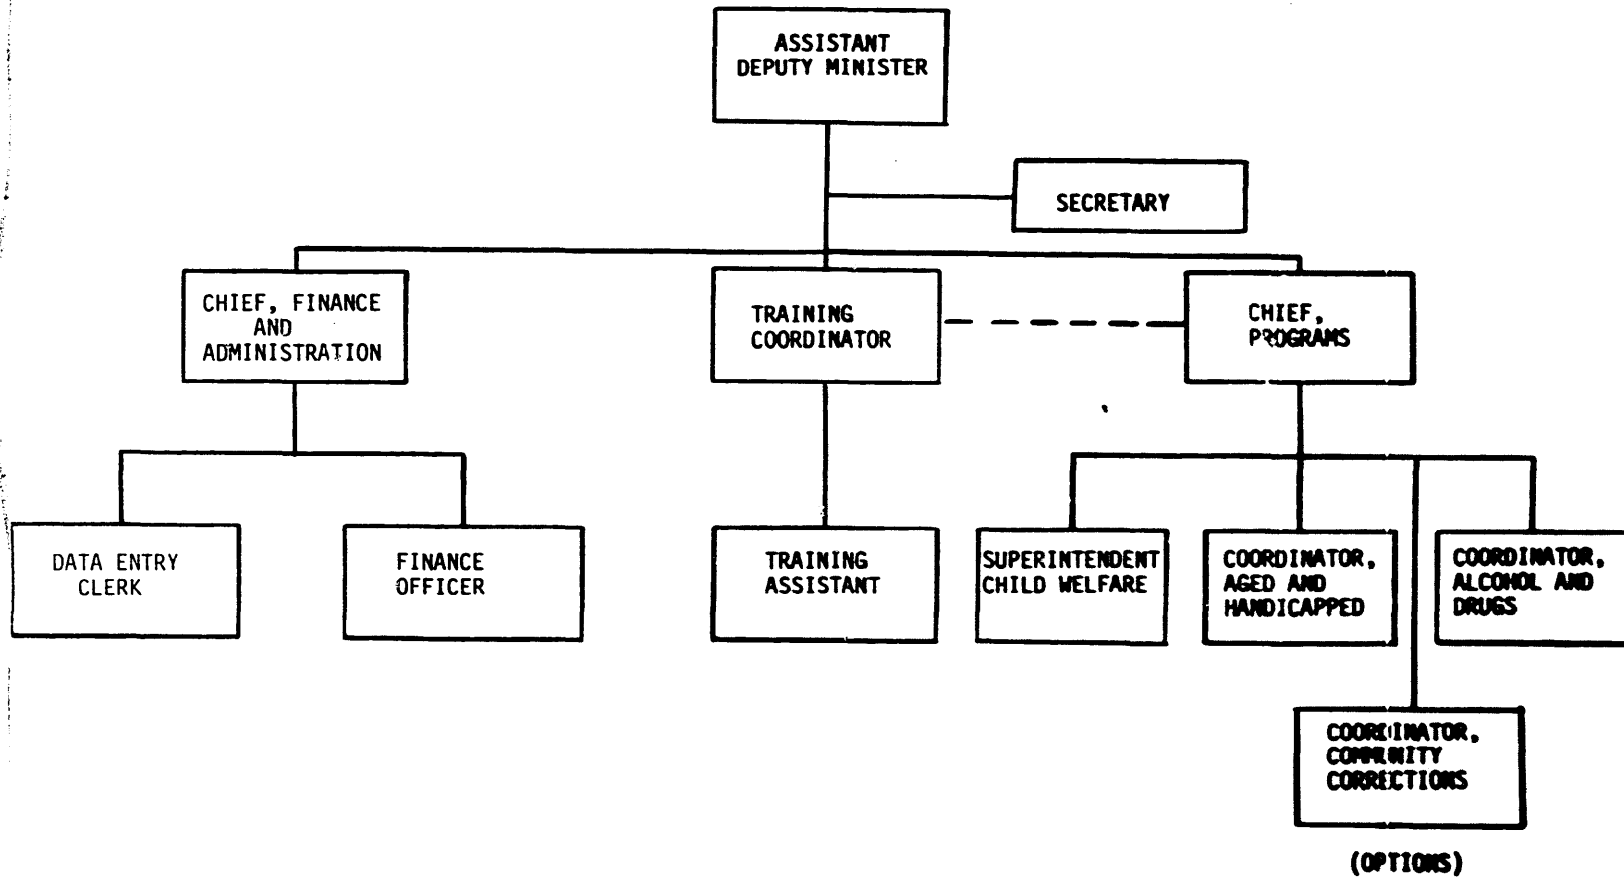 ASSISTANT
DEPUTY MINISTER
SECRETARY
CHIEF, FINANCE
AND
ADMINISTRATION
TRAINING
COORDINATOR
CHIEF,
PROGRAMS
DATA ENTRY
CLERK
FINANCE
OFFICER
TRAINING
ASSISTANT
SUPERINTENDENT
CHILD WELFARE
COORDINATOR,
AGED AND
HANDICAPPED
COORDINATOR,
ALCOHOL AND
DRUGS
COORDINATOR,
COMMUNITY
CORRECTIONS
(OPTIONS)